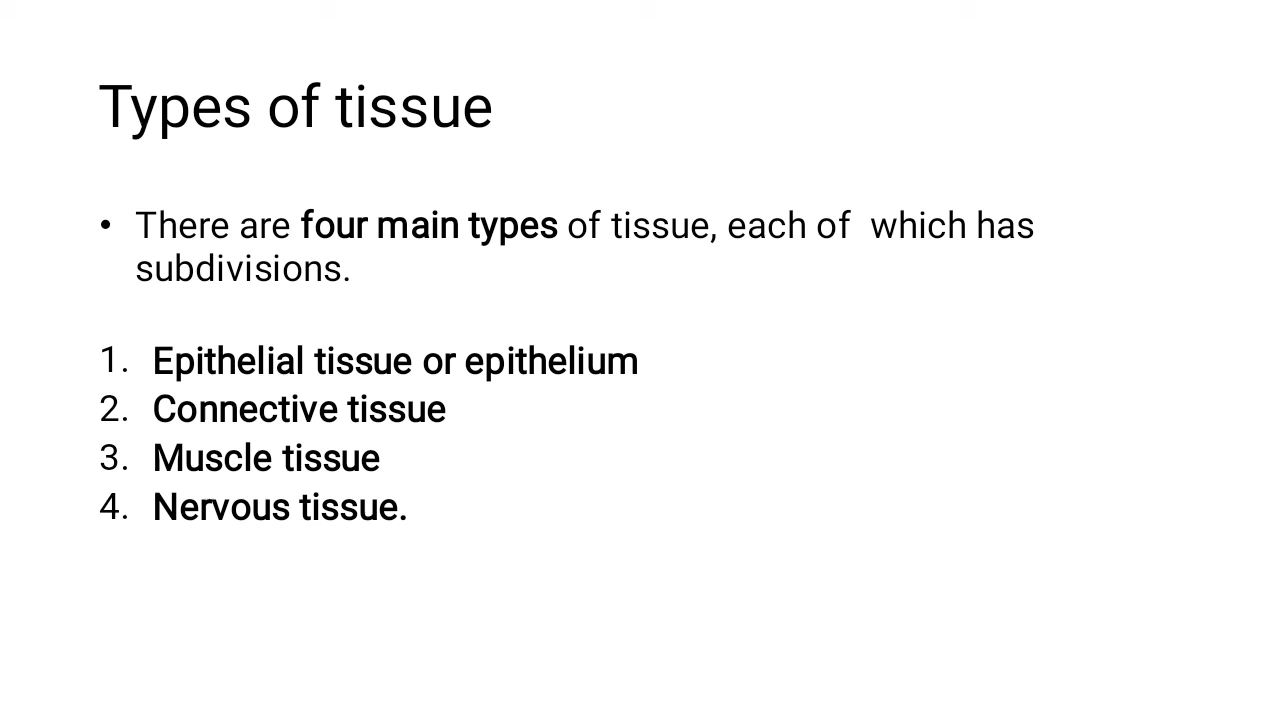 Types of tissue
• There are four main types of tissue, each of  which has
subdivisions.
1. Epithelial tissue or epithelium
2. Connective tissue
3. Muscle tissue
4. Nervous tissue.